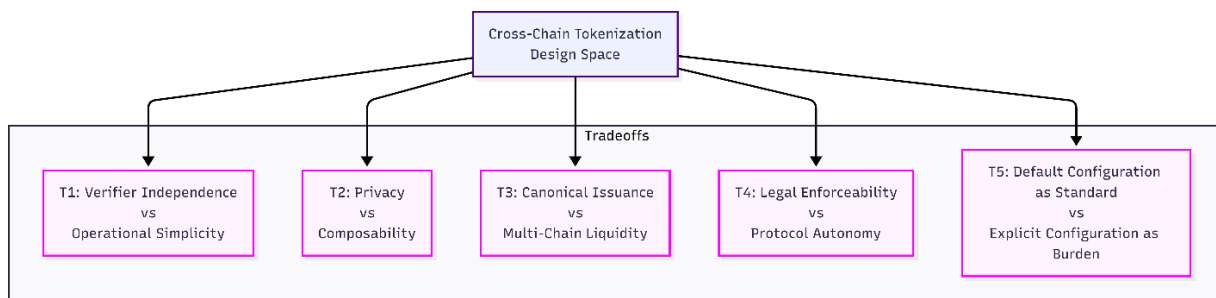 Cross-Chain Tokenization
Design Space
Tradeoffs
T1: Verifier Independence
vs
Operational Simplicity
T2: Privacy
vs
Composability
T3: Canonical Issuance
vs
Multi-Chain Liquidity
T4: Legal Enforceability
vs
Protocol Autonomy
T5: Default Configuration
as Standard
vs
Explicit Configuration as
Burden